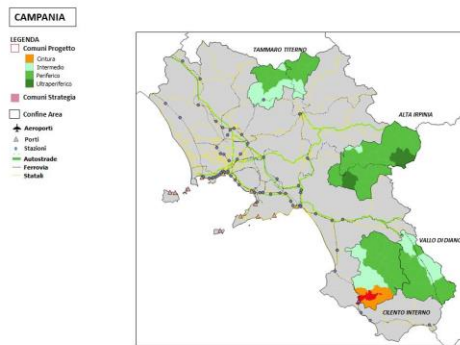 CAMPANIA
LEGENDA
Comuni Progetto
Cintura
Intermedio
Periferico
Ultraperiferico
Comuni Strategia
Confine Area
Aeroporti
Porti
Stazioni
Autostrade
Ferrovia
Statali
TAMMARO TITERNO
ALTA IRPINIA
VALLO DI DIANO
CILENTO INTERNO